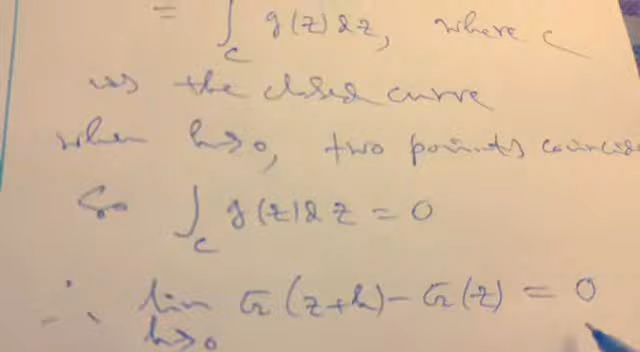 = ∫_C g(z)dz, where C
is the closed curve
when h→0, two points coincide
So ∫_C g(z)dz = 0
∴ lim_{h→0} G(z+h) - G(z) = 0